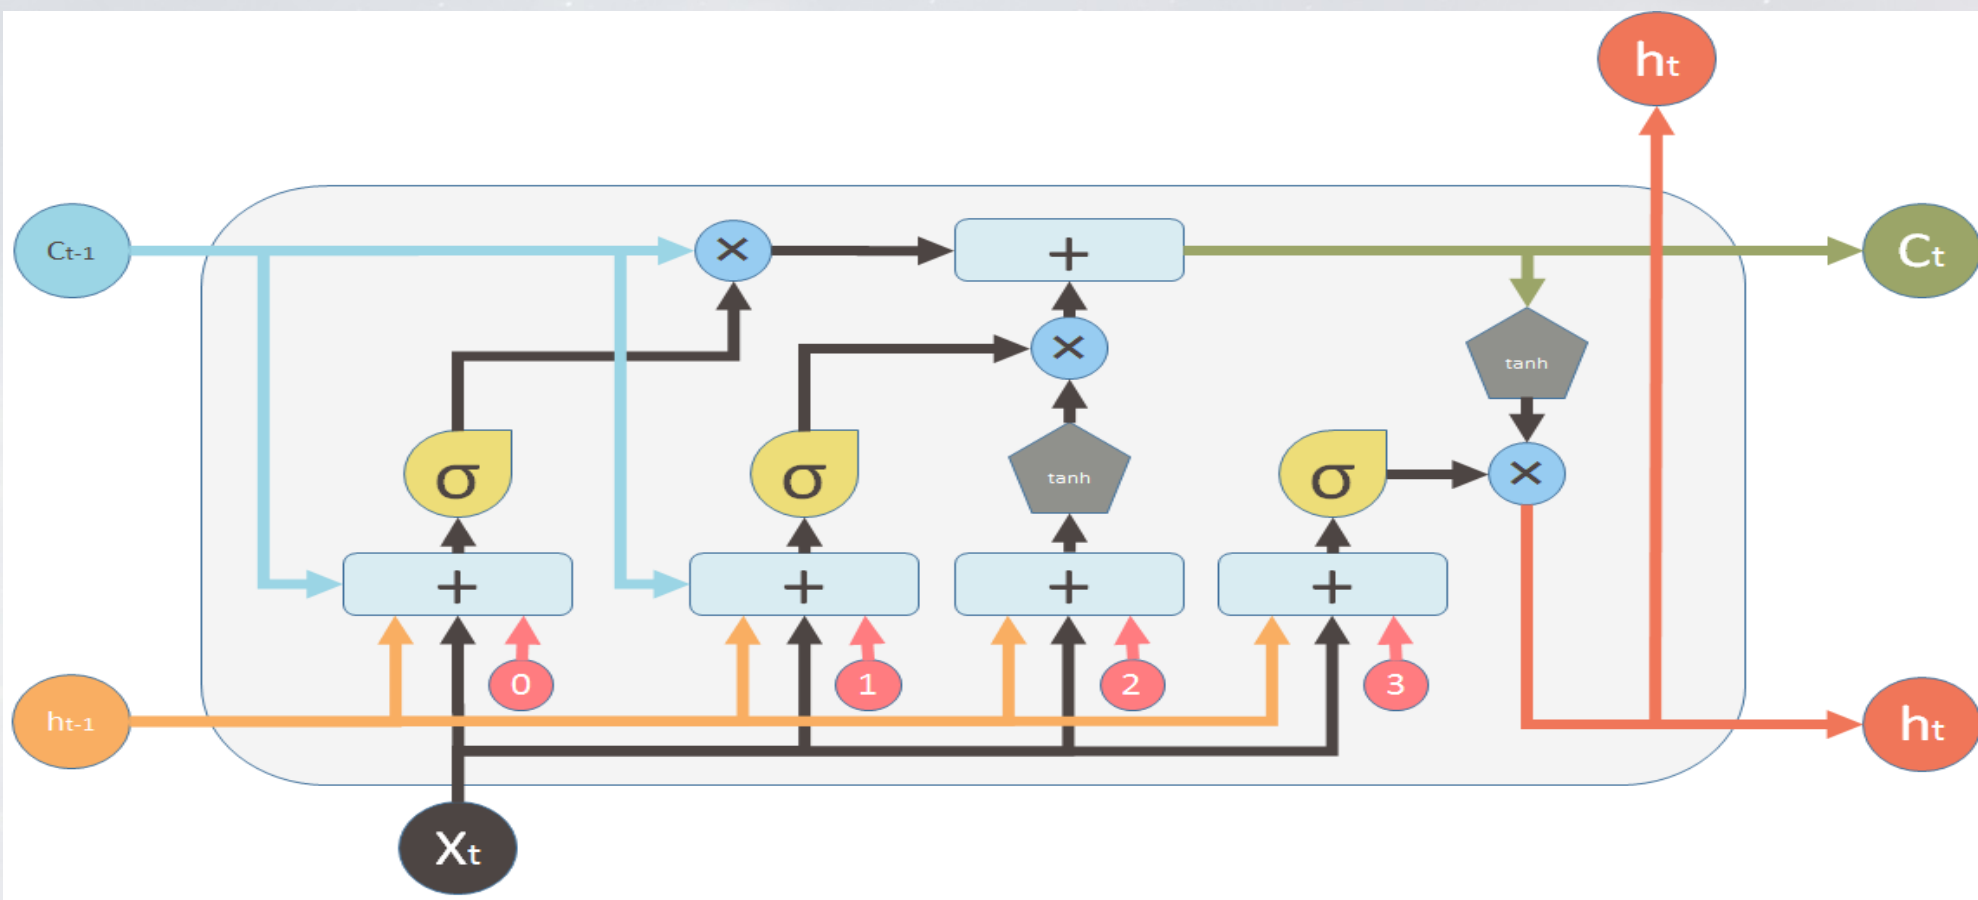 ht
Ct-1
×
+
Ct
×
tanh
σ
σ
tanh
σ
×
+
+
+
+
0
1
2
3
ht-1
ht
Xt